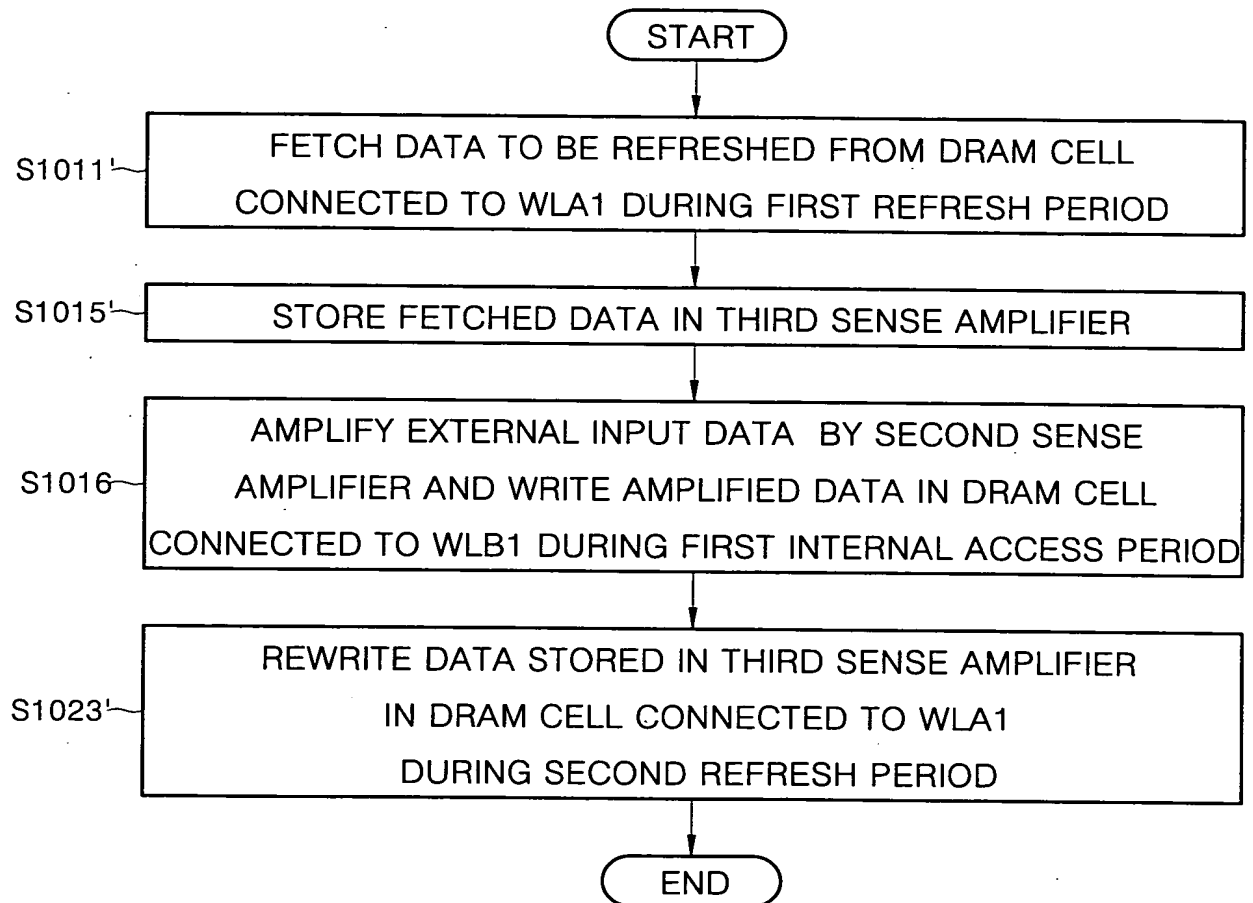 START
S1011'
FETCH DATA TO BE REFRESHED FROM DRAM CELL
CONNECTED TO WLA1 DURING FIRST REFRESH PERIOD
S1015'
STORE FETCHED DATA IN THIRD SENSE AMPLIFIER
S1016
AMPLIFY EXTERNAL INPUT DATA BY SECOND SENSE
AMPLIFIER AND WRITE AMPLIFIED DATA IN DRAM CELL
CONNECTED TO WLB1 DURING FIRST INTERNAL ACCESS PERIOD
S1023'
REWRITE DATA STORED IN THIRD SENSE AMPLIFIER
IN DRAM CELL CONNECTED TO WLA1
DURING SECOND REFRESH PERIOD
END